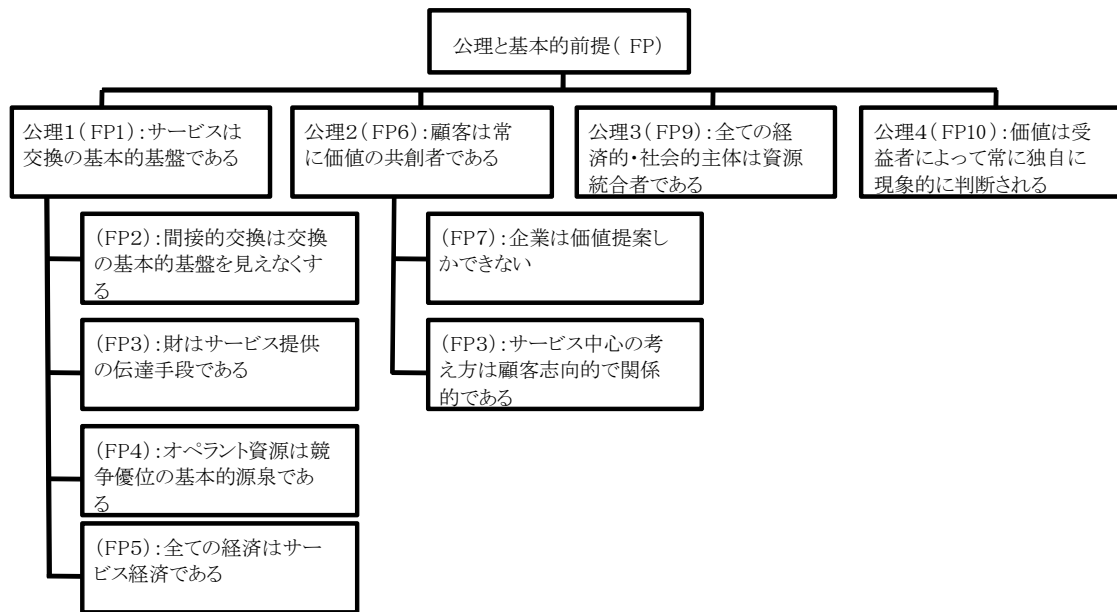 公理と基本的前提( FP)
公理1(FP1):サービスは
交換の基本的基盤である
公理2(FP6):顧客は常
に価値の共創者である
公理3(FP9):全ての経
済的・社会的主体は資源
統合者である
公理4(FP10):価値は受
益者によって常に独自に
現象的に判断される
(FP2):間接的交換は交換
の基本的基盤を見えなくす
る
(FP3):財はサービス提供
の伝達手段である
(FP4):オペラント資源は競
争優位の基本的源泉であ
る
(FP5):全ての経済はサー
ビス経済である
(FP7):企業は価値提案し
かできない
(FP3):サービス中心の考
え方は顧客志向的で関係
的である